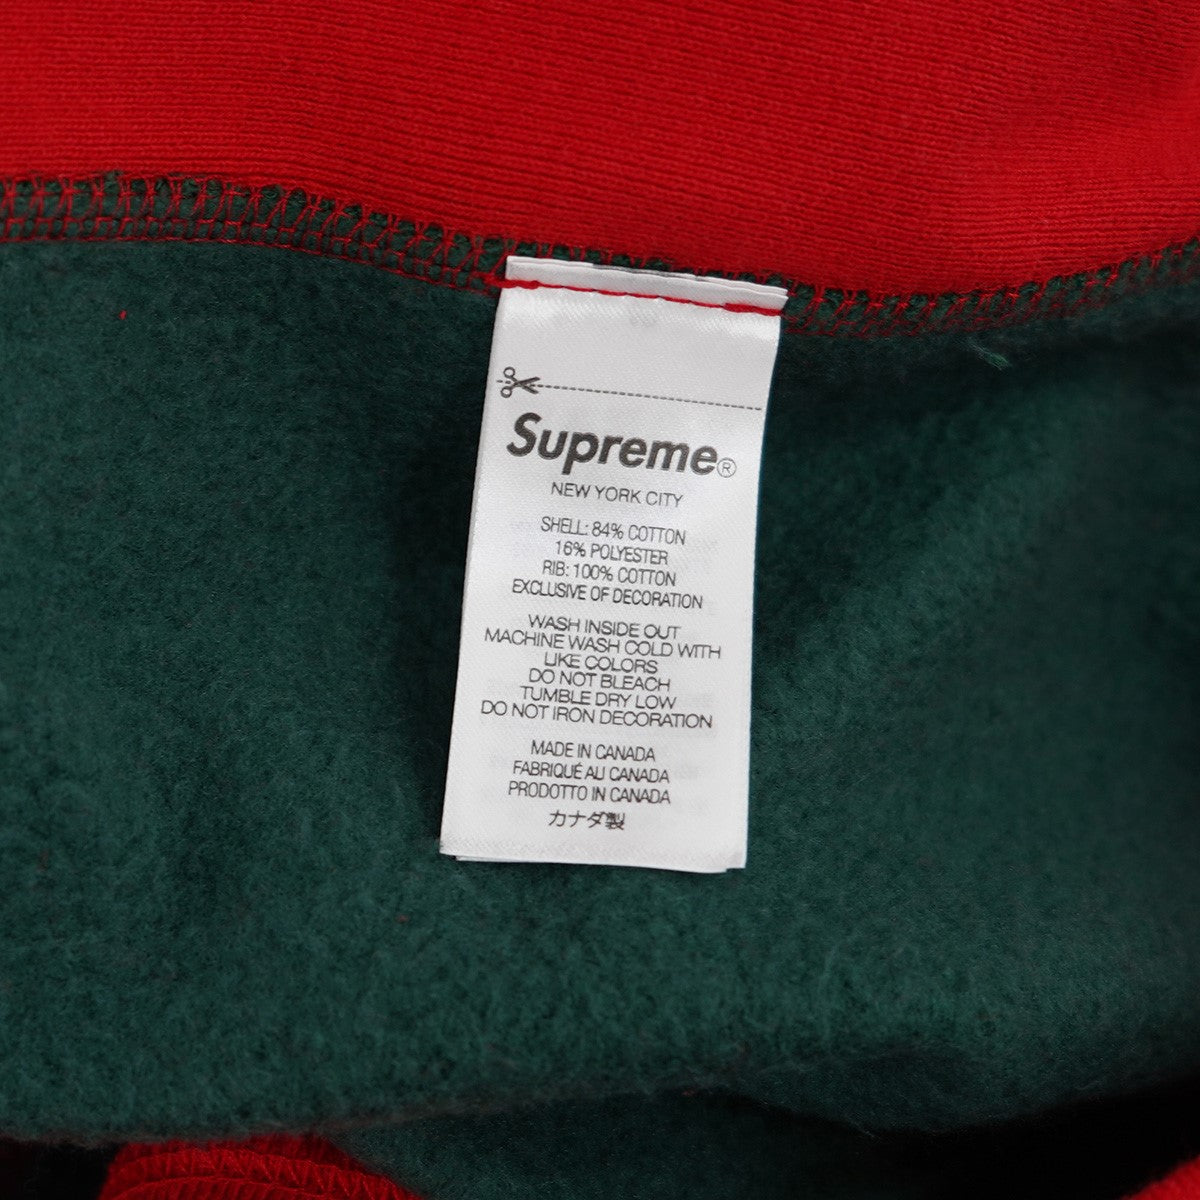 Supreme®
NEW YORK CITY
SHELL: 84% COTTON
16% POLYESTER
RIB: 100% COTTON
EXCLUSIVE OF DECORATION
WASH INSIDE OUT
MACHINE WASH COLD WITH
LIKE COLORS
DO NOT BLEACH
TUMBLE DRY LOW
DO NOT IRON DECORATION
MADE IN CANADA
FABRIQUÉ AU CANADA
PRODOTTO IN CANADA
カナダ製